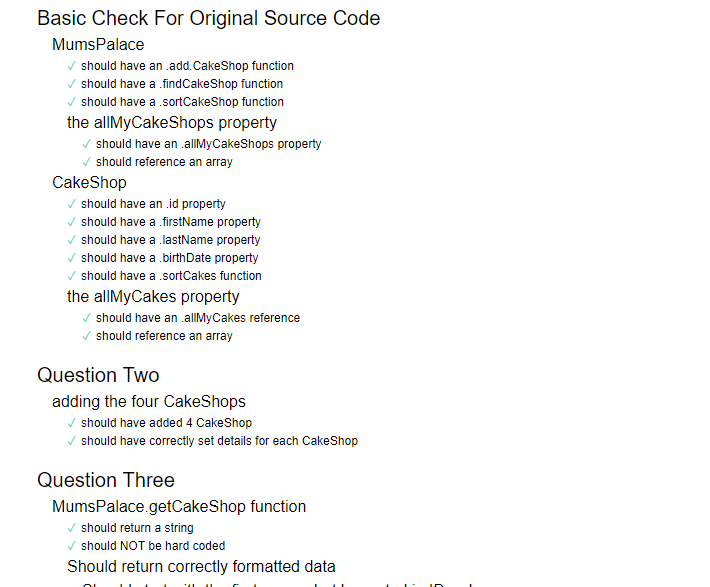 Basic Check For Original Source Code
MumsPalace
✓ should have an .add.CakeShop function
✓ should have a .findCakeShop function
✓ should have a .sortCakeShop function
the allMyCakeShops property
✓ should have an .allMyCakeShops property
✓ should reference an array
CakeShop
✓ should have an .id property
✓ should have a .firstName property
✓ should have a .lastName property
✓ should have a .birthDate property
✓ should have a .sortCakes function
the allMyCakes property
✓ should have an .allMyCakes reference
✓ should reference an array
Question Two
adding the four CakeShops
✓ should have added 4 CakeShop
✓ should have correctly set details for each CakeShop
Question Three
MumsPalace.getCakeShop function
✓ should return a string
✓ should NOT be hard coded
Should return correctly formatted data